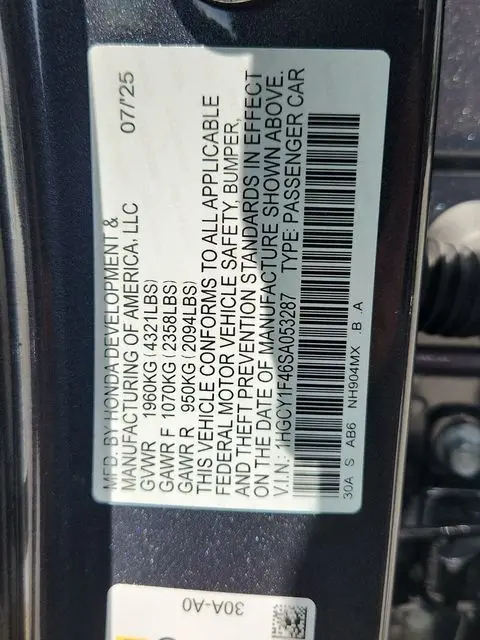 MFD. BY HONDA DEVELOPMENT &
MANUFACTURING OF AMERICA, LLC 07/'25
GVWR 1960KG (4321LBS)
GAWR F 1070KG (2358LBS)
GAWR R 950KG (2094LBS)
THIS VEHICLE CONFORMS TO ALL APPLICABLE
FEDERAL MOTOR VEHICLE SAFETY, BUMPER,
AND THEFT PREVENTION STANDARDS IN EFFECT
ON THE DATE OF MANUFACTURE SHOWN ABOVE.
V.I.N.: 1HGCY1F46SA053287 TYPE: PASSENGER CAR
30A S AB6 NH904MX .B .A
30A-A0